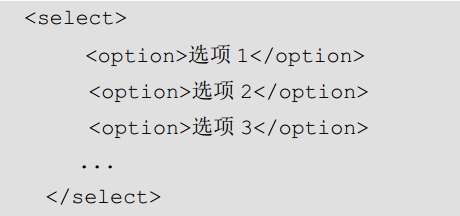 <select>
<option>选项 1</option>
<option>选项 2</option>
<option>选项 3</option>
...
</select>